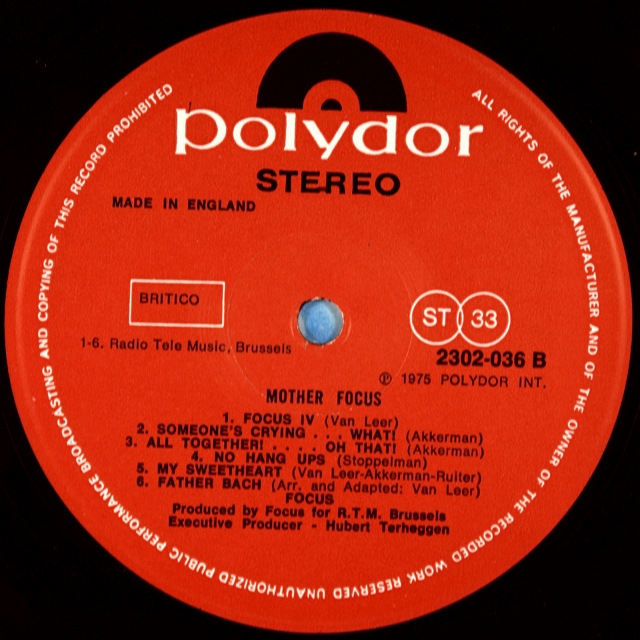 polydor
STEREO
MADE IN ENGLAND
BRITICO
ST 33
1-6. Radio Tele Music, Brussels
2302-036 B
℗ 1975 POLYDOR INT.
MOTHER FOCUS
1. FOCUS IV (Van Leer)
2. SOMEONE'S CRYING . . . WHAT! (Akkerman)
3. ALL TOGETHER! . . . . OH THAT! (Akkerman)
4. NO HANG UPS (Stoppelman)
5. MY SWEETHEART (Van Leer-Akkerman-Ruiter)
6. FATHER BACH (Arr. and Adapted: Van Leer)
FOCUS
Produced by Focus for R.T.M. Brussels
Executive Producer - Hubert Terheggen
ALL RIGHTS OF THE MANUFACTURER AND OF THE OWNER OF THE RECORDED WORK RESERVED UNAUTHORIZED PUBLIC PERFORMANCE BROADCASTING AND COPYING OF THIS RECORD PROHIBITED